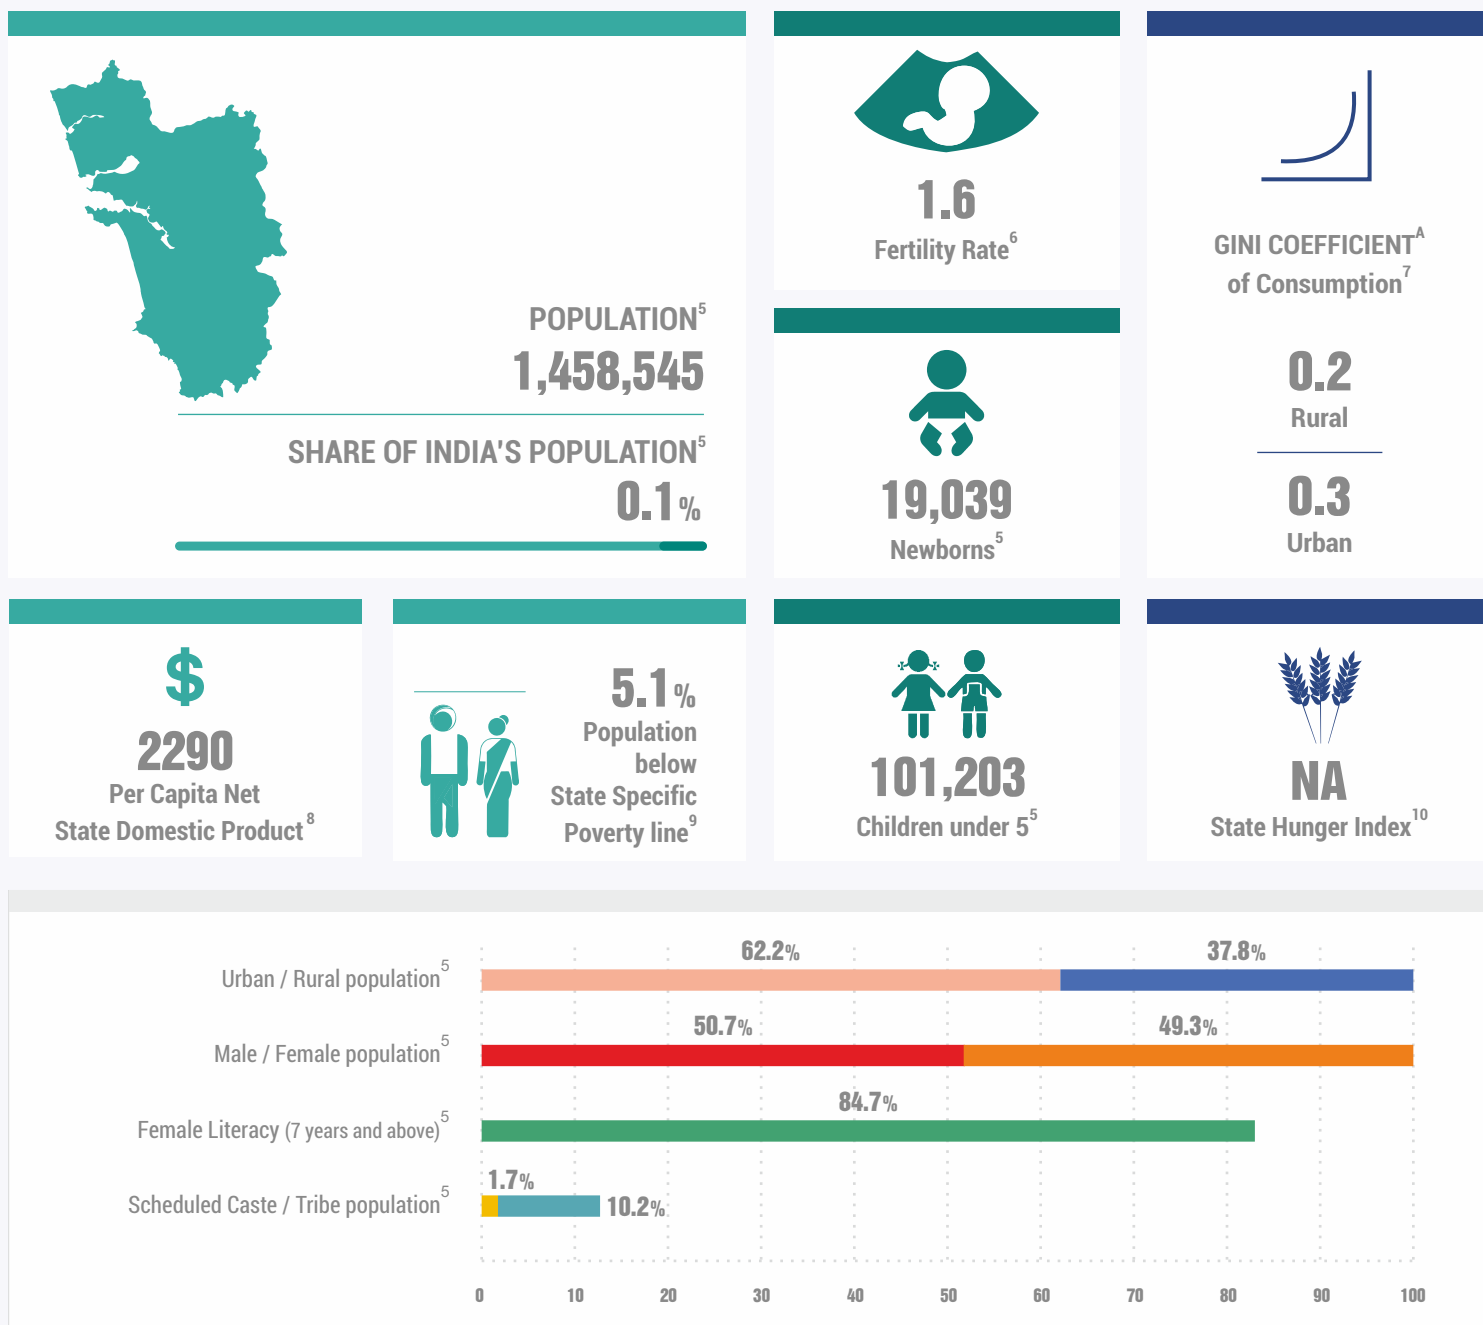 POPULATION5
1,458,545
SHARE OF INDIA'S POPULATION5
0.1%
1.6
Fertility Rate6
19,039
Newborns5
GINI COEFFICIENTA
of Consumption7
0.2
Rural
0.3
Urban
$
2290
Per Capita Net
State Domestic Product8
5.1%
Population
below
State Specific
Poverty line9
101,203
Children under 55
NA
State Hunger Index10
62.2% 37.8%
Urban / Rural population5
50.7% 49.3%
Male / Female population5
84.7%
Female Literacy (7 years and above)5
1.7%
Scheduled Caste / Tribe population5 10.2%
0 10 20 30 40 50 60 70 80 90 100